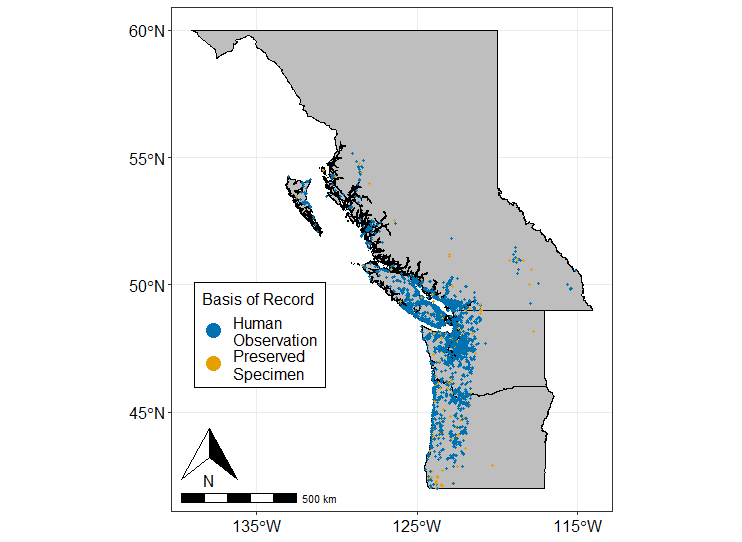 60°N
55°N
50°N
45°N
Basis of Record
Human
Observation
Preserved
Specimen
N
500 km
135°W
125°W
115°W